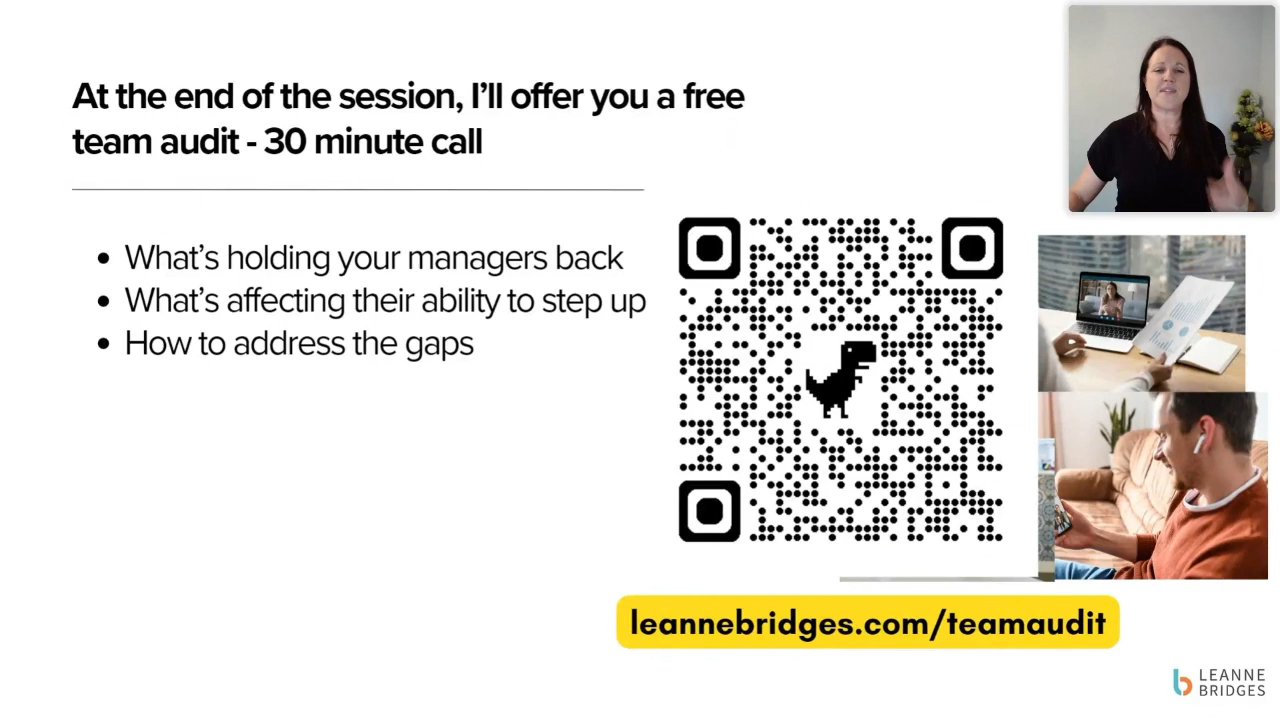 At the end of the session, I’ll offer you a free
team audit - 30 minute call
• What’s holding your managers back
• What’s affecting their ability to step up
• How to address the gaps
leannebridges.com/teamaudit
LEANNE
BRIDGES